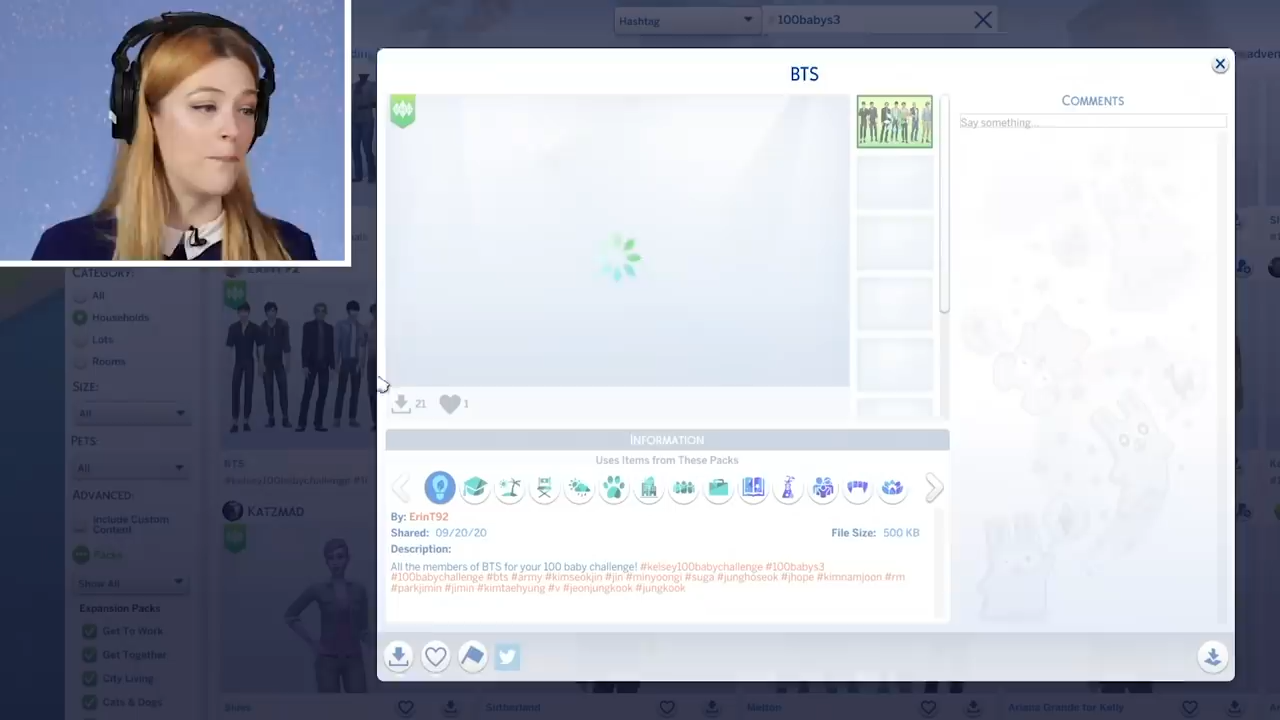 Hashtag
# 100babys3
BTS
COMMENTS
Say something...
21
1
INFORMATION
Uses Items from These Packs
By: ErinT92
Shared: 09/20/20
File Size: 500 KB
Description:
All the members of BTS for your 100 baby challenge! #kelsey100babychallenge #100babys3
#100babychallenge #bts #army #kimseokjin #jin #minyoongi #suga #junghoseok #jhope #kimnamjoon #rm
#parkjimin #jimin #kimtaehyung #v #jeonjungkook #jungkook
CATEGORY:
All
Households
Lots
Rooms
SIZE:
All
PETS:
All
ADVANCED:
Include Custom
Content
Packs
Show All
Expansion Packs
Get To Work
Get Together
City Living
Cats & Dogs
BTS
KATZMAD
Sutherland
Ariana Grande for Kelly